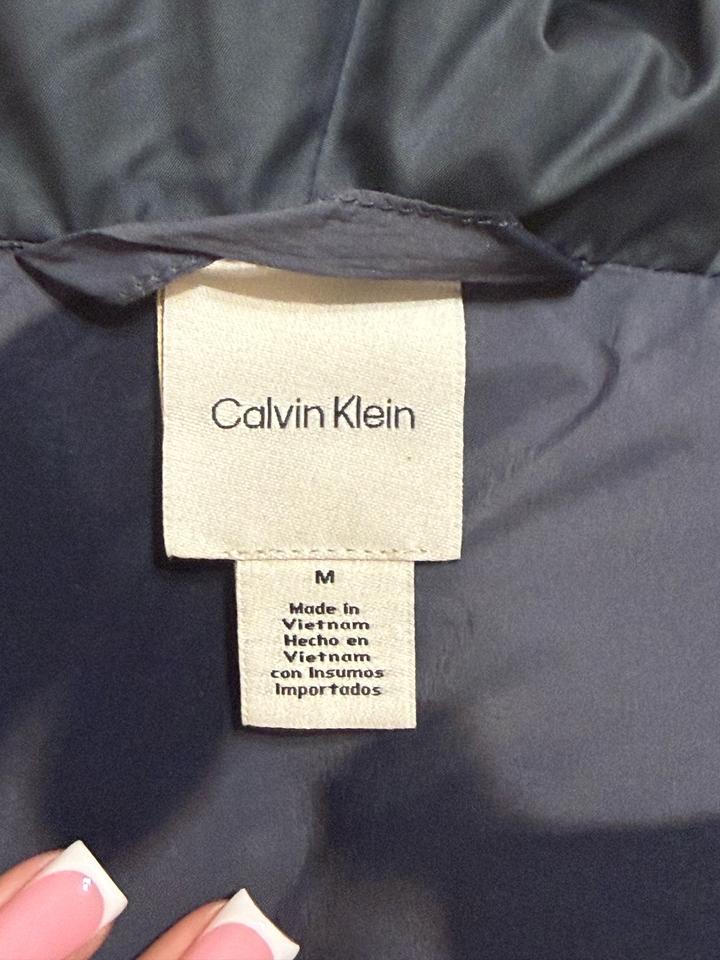 Calvin Klein
M
Made in
Vietnam
Hecho en
Vietnam
con Insumos
Importados